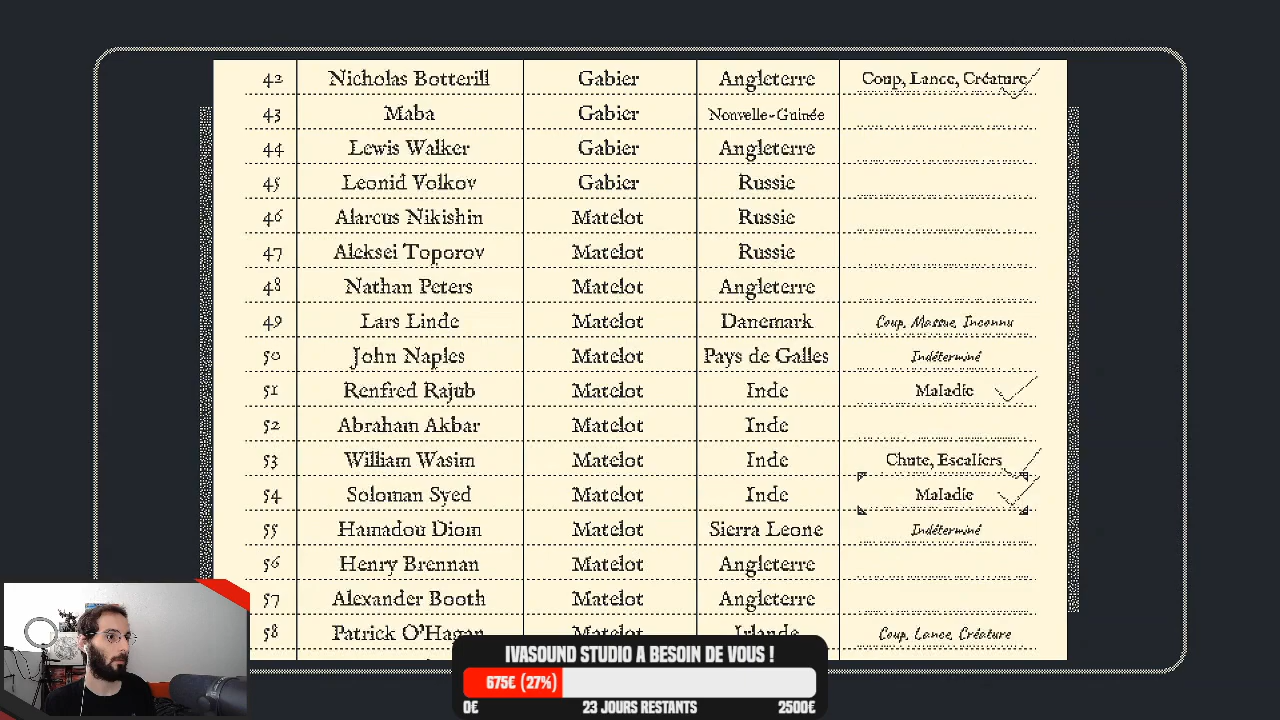 42 Nicholas Botterill Gabier Angleterre Coup, Lance, Créature
43 Maba Gabier Nouvelle-Guinée
44 Lewis Walker Gabier Angleterre
45 Leonid Volkov Gabier Russie
46 Alarcus Nikishin Matelot Russie
47 Aleksei Toporov Matelot Russie
48 Nathan Peters Matelot Angleterre
49 Lars Linde Matelot Danemark Coup, Massue, Inconnu
50 John Naples Matelot Pays de Galles Indéterminé
51 Renfred Rajub Matelot Inde Maladie
52 Abraham Akbar Matelot Inde
53 William Wasim Matelot Inde Chute, Escaliers
54 Soloman Syed Matelot Inde Maladie
55 Hamadou Diom Matelot Sierra Leone Indéterminé
56 Henry Brennan Matelot Angleterre
57 Alexander Booth Matelot Angleterre
58 Patrick O'Hagan Matelot Irlande Coup, Lance, Créature
IVASOUND STUDIO A BESOIN DE VOUS !
675€ (27%)
0€ 23 JOURS RESTANTS 2500€